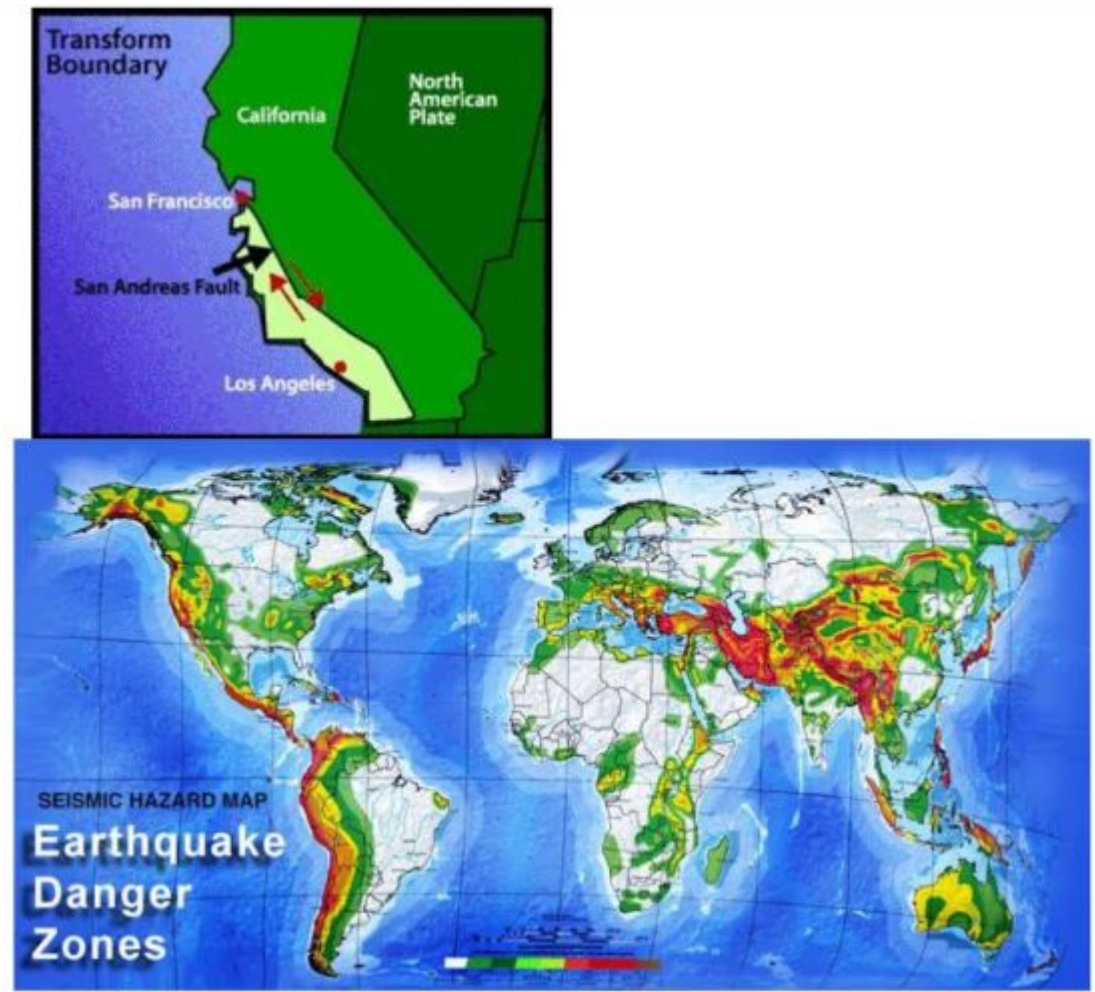 Transform
Boundary
North
American
Plate
California
San Francisco
San Andreas Fault
Los Angeles
SEISMIC HAZARD MAP
Earthquake
Danger
Zones